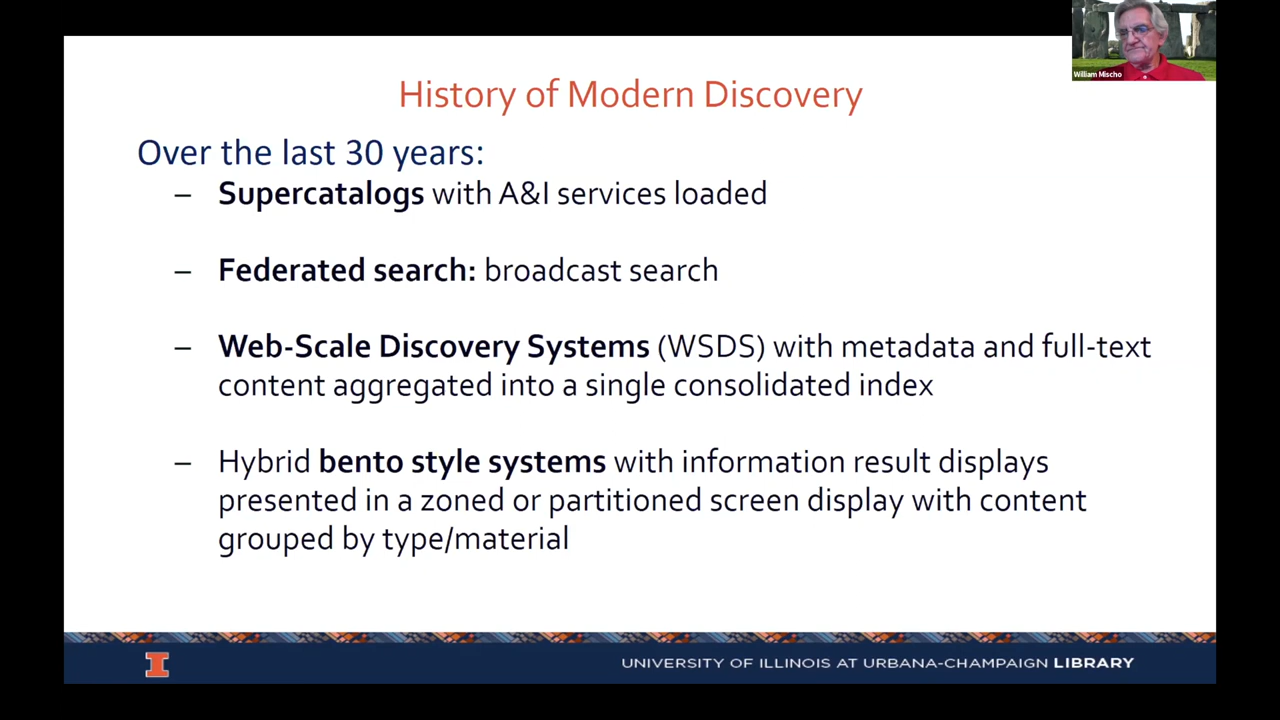 William Mischo
History of Modern Discovery
Over the last 30 years:
– Supercatalogs with A&I services loaded
– Federated search: broadcast search
– Web-Scale Discovery Systems (WSDS) with metadata and full-text
content aggregated into a single consolidated index
– Hybrid bento style systems with information result displays
presented in a zoned or partitioned screen display with content
grouped by type/material
I
UNIVERSITY OF ILLINOIS AT URBANA-CHAMPAIGN LIBRARY